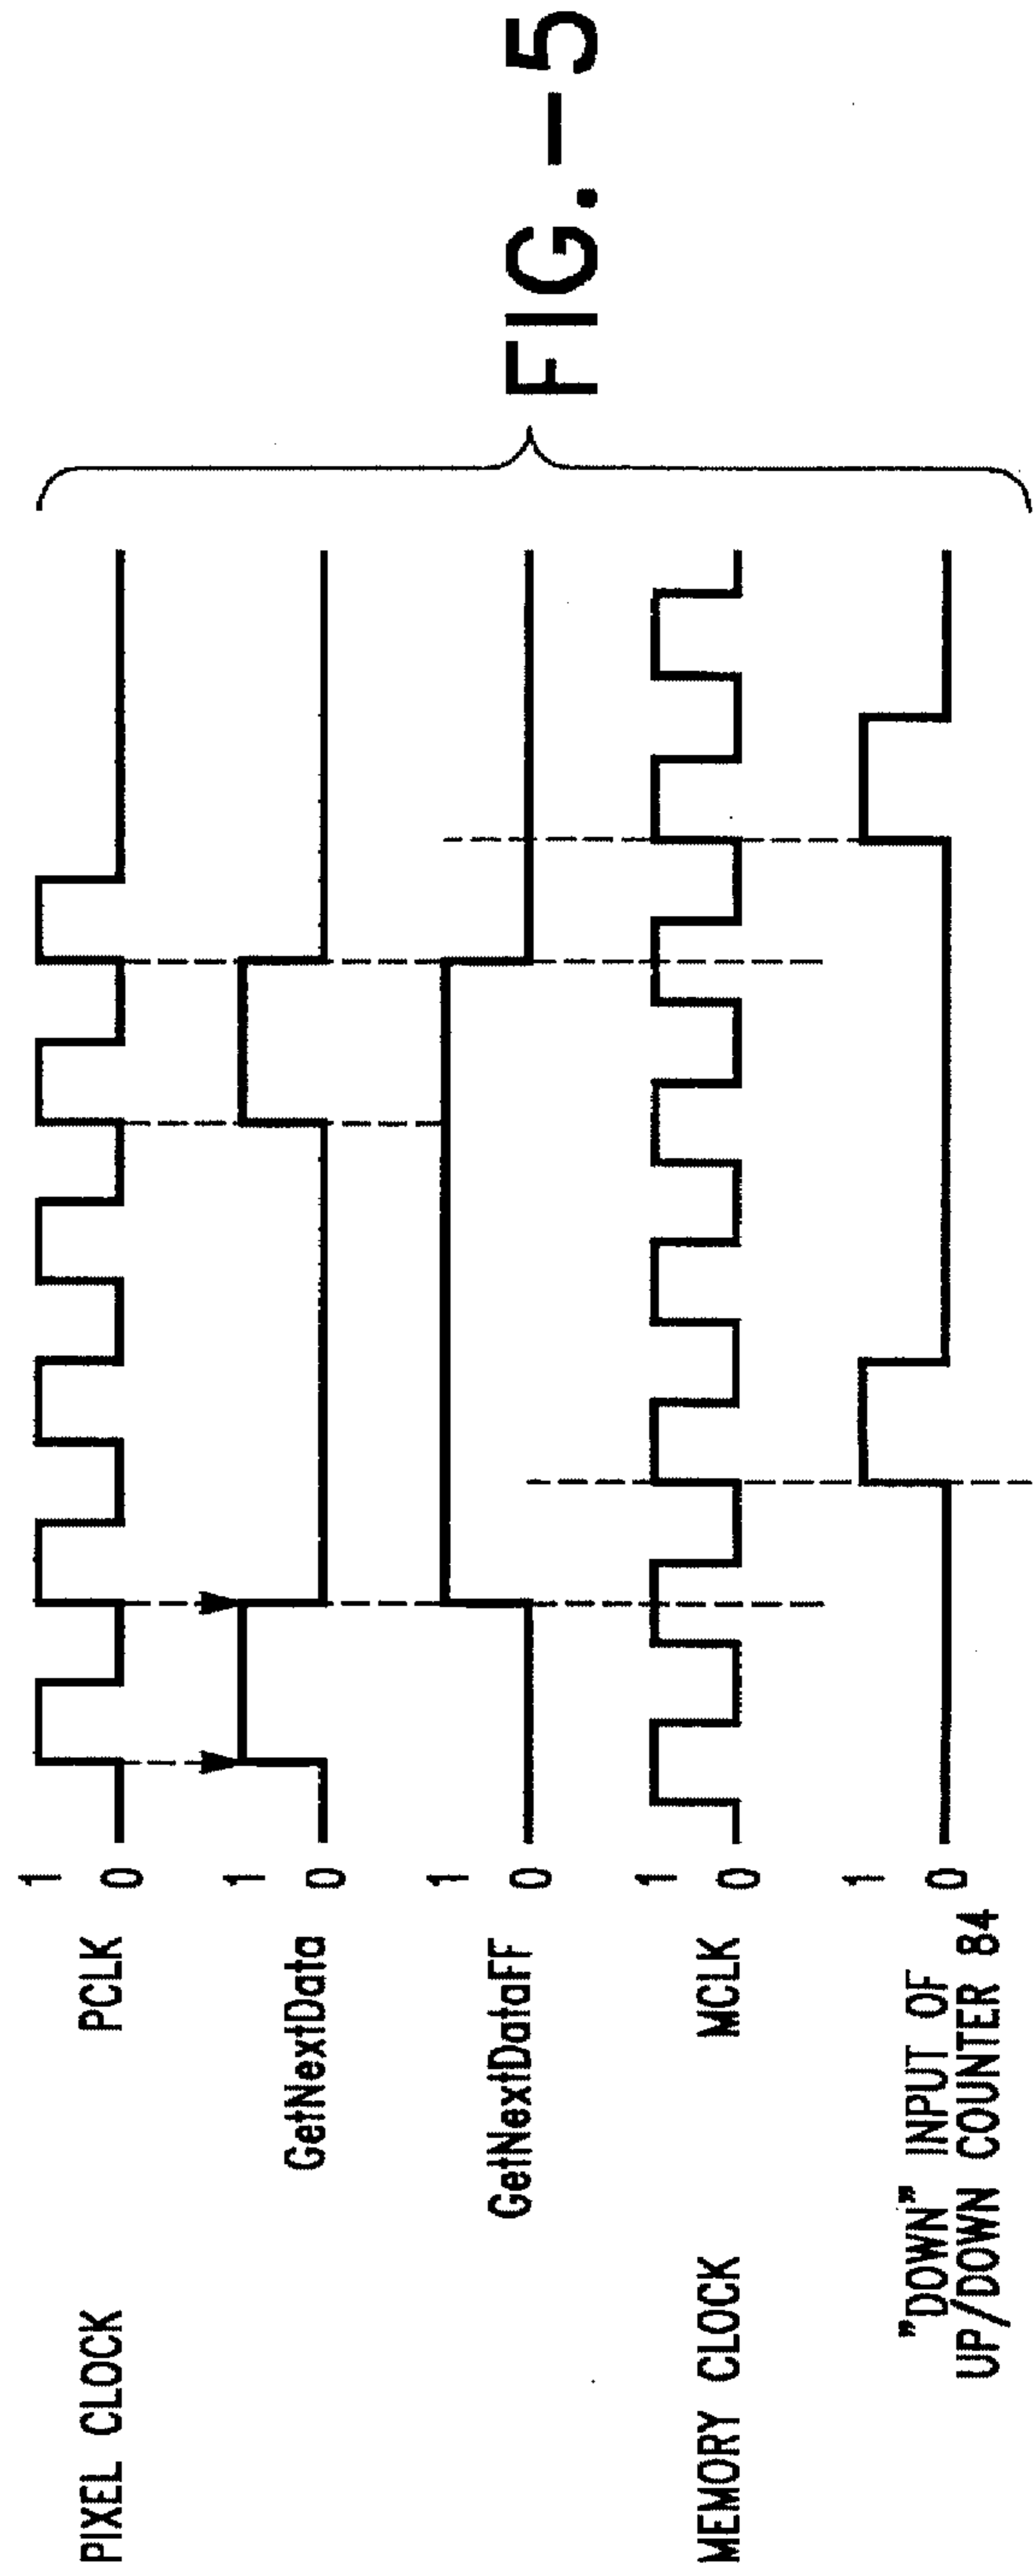 PIXEL CLOCK PCLK 1
0
GetNextData 1
0
GetNextDataFF 1
0
MEMORY CLOCK MCLK 1
0
"DOWN" INPUT OF 1
UP/DOWN COUNTER 84 0
FIG.-5